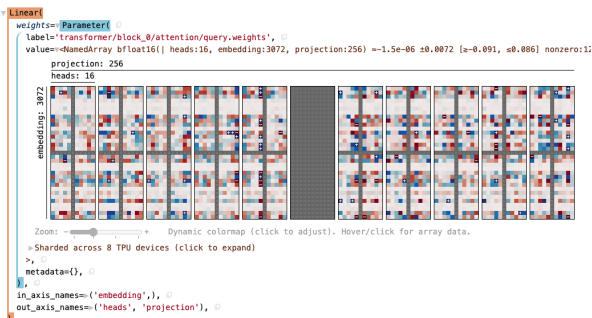 ▼Linear(
weights=▼Parameter(
label='transformer/block_0/attention/query.weights',
value=▼<NamedArray bfloat16(| heads:16, embedding:3072, projection:256) ≈-1.5e-06 ±0.0072 [≥-0.091, ≤0.086] nonzero:12
projection: 256
heads: 16
embedding: 3072
Zoom: - + Dynamic colormap (click to adjust). Hover/click for array data.
▶Sharded across 8 TPU devices (click to expand)
>,
metadata={},
),
in_axis_names=▶('embedding',),
out_axis_names=▶('heads', 'projection'),
)